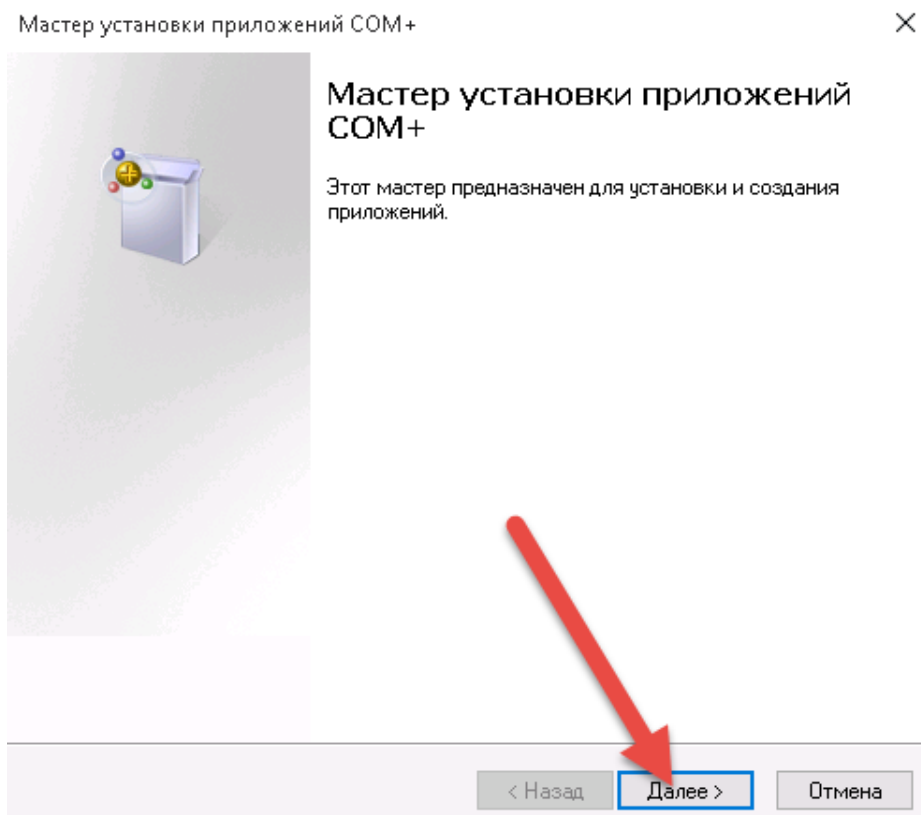 Мастер установки приложений COM+
Мастер установки приложений
COM+
Этот мастер предназначен для установки и создания
приложений.
< Назад
Далее >
Отмена